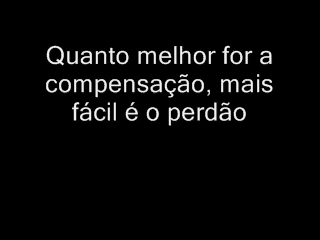 Quanto melhor for a
compensação, mais
fácil é o perdão